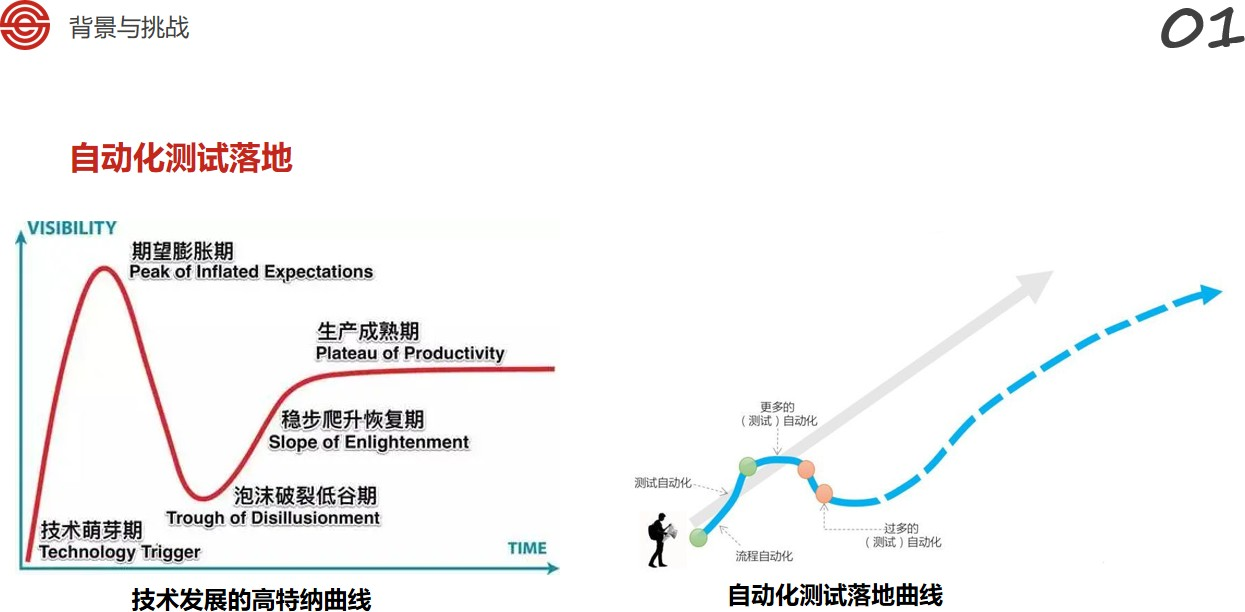 背景与挑战
01
自动化测试落地
VISIBILITY
期望膨胀期
Peak of Inflated Expectations
生产成熟期
Plateau of Productivity
稳步爬升恢复期
Slope of Enlightenment
泡沫破裂低谷期
Trough of Disillusionment
技术萌芽期
Technology Trigger
TIME
技术发展的高特纳曲线
更多的
（测试）自动化
测试自动化
过多的
（测试）自动化
流程自动化
自动化测试落地曲线